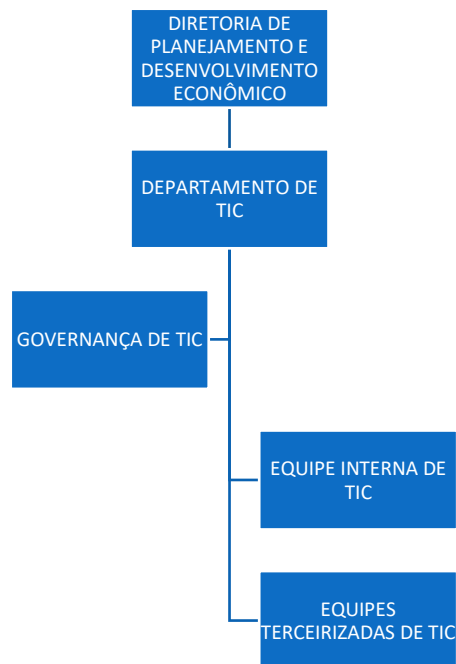 DIRETORIA DE
PLANEJAMENTO E
DESENVOLVIMENTO
ECONÔMICO
DEPARTAMENTO DE
TIC
GOVERNANÇA DE TIC
EQUIPE INTERNA DE
TIC
EQUIPES
TERCEIRIZADAS DE TIC